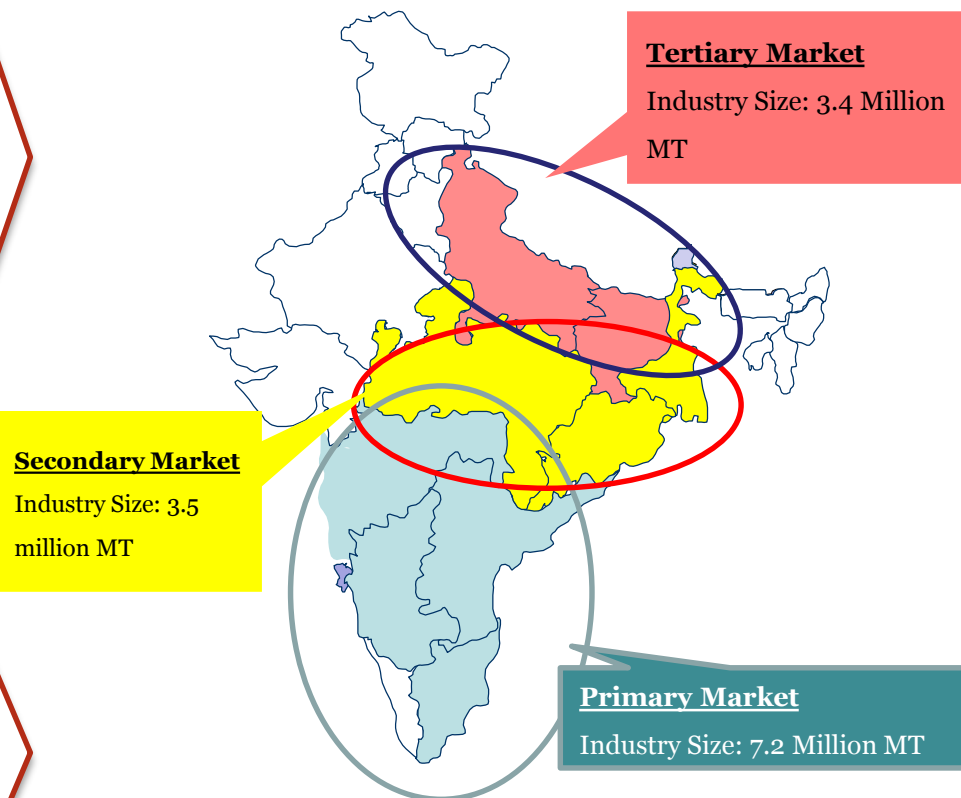 Tertiary Market
Industry Size: 3.4 Million
MT
Secondary Market
Industry Size: 3.5
million MT
Primary Market
Industry Size: 7.2 Million MT